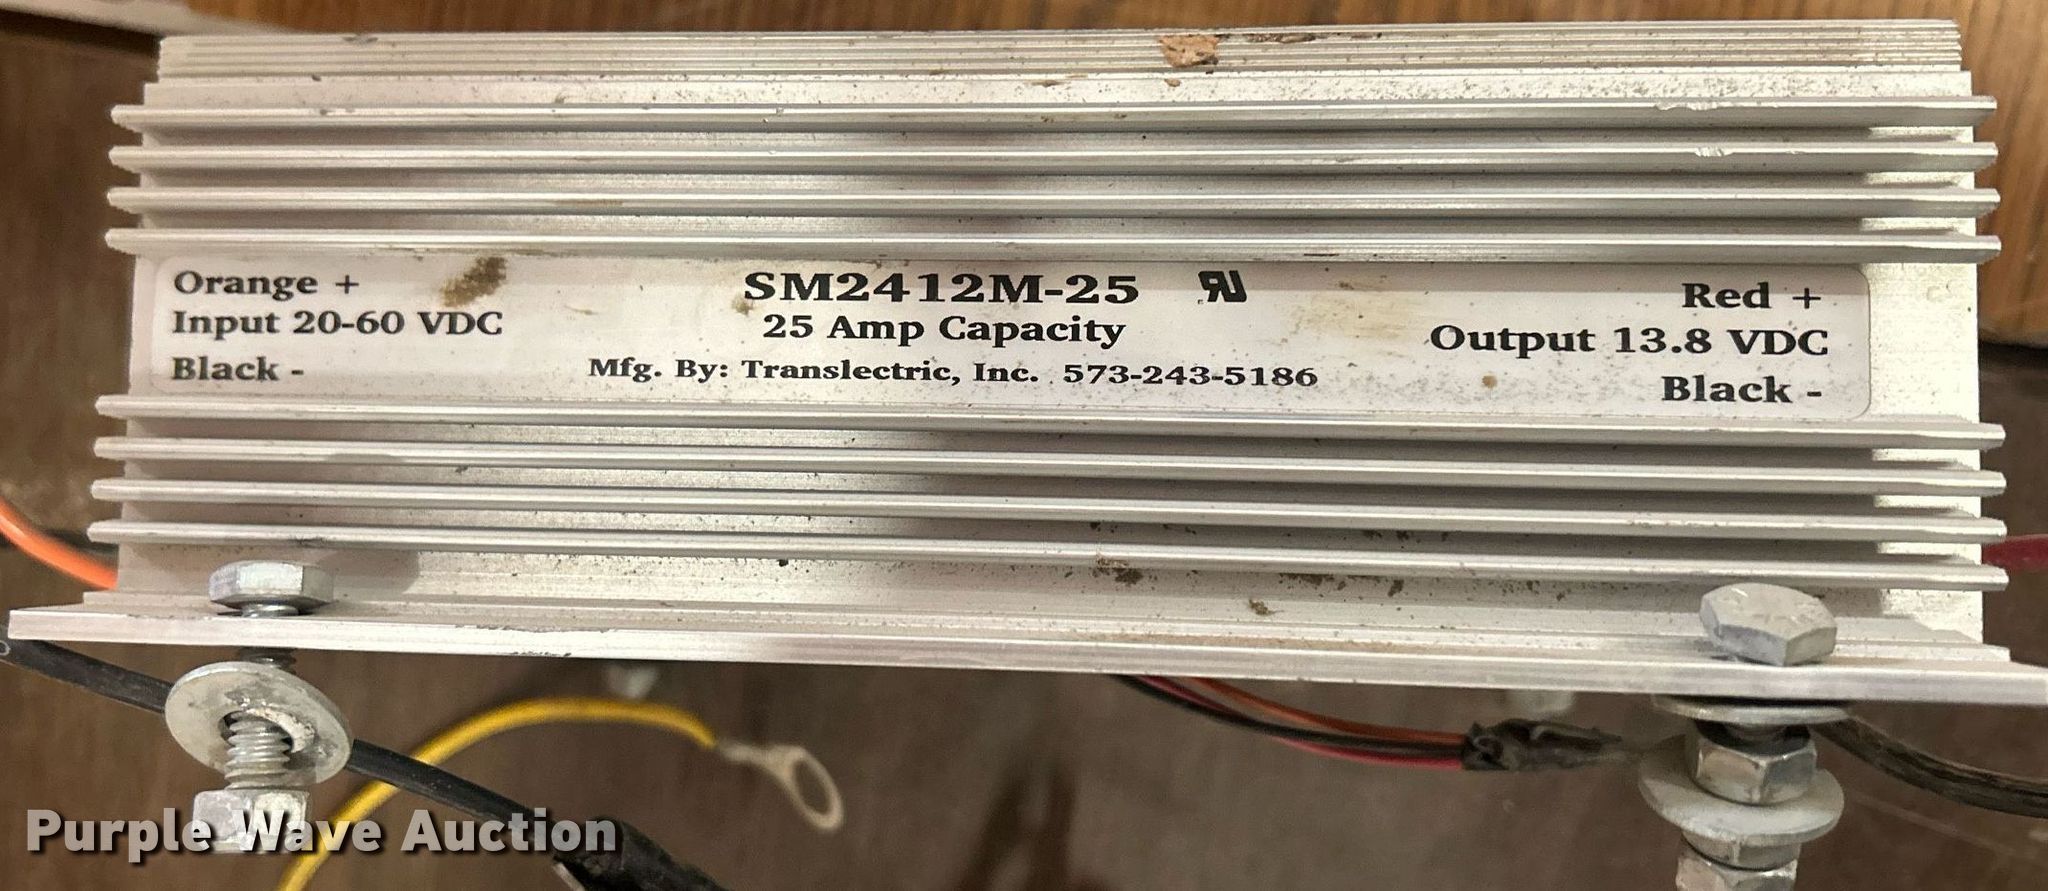 Orange +
Input 20-60 VDC
Black -
SM2412M-25 RU
25 Amp Capacity
Mfg. By: Translectric, Inc. 573-243-5186
Red +
Output 13.8 VDC
Black -
Purple Wave Auction